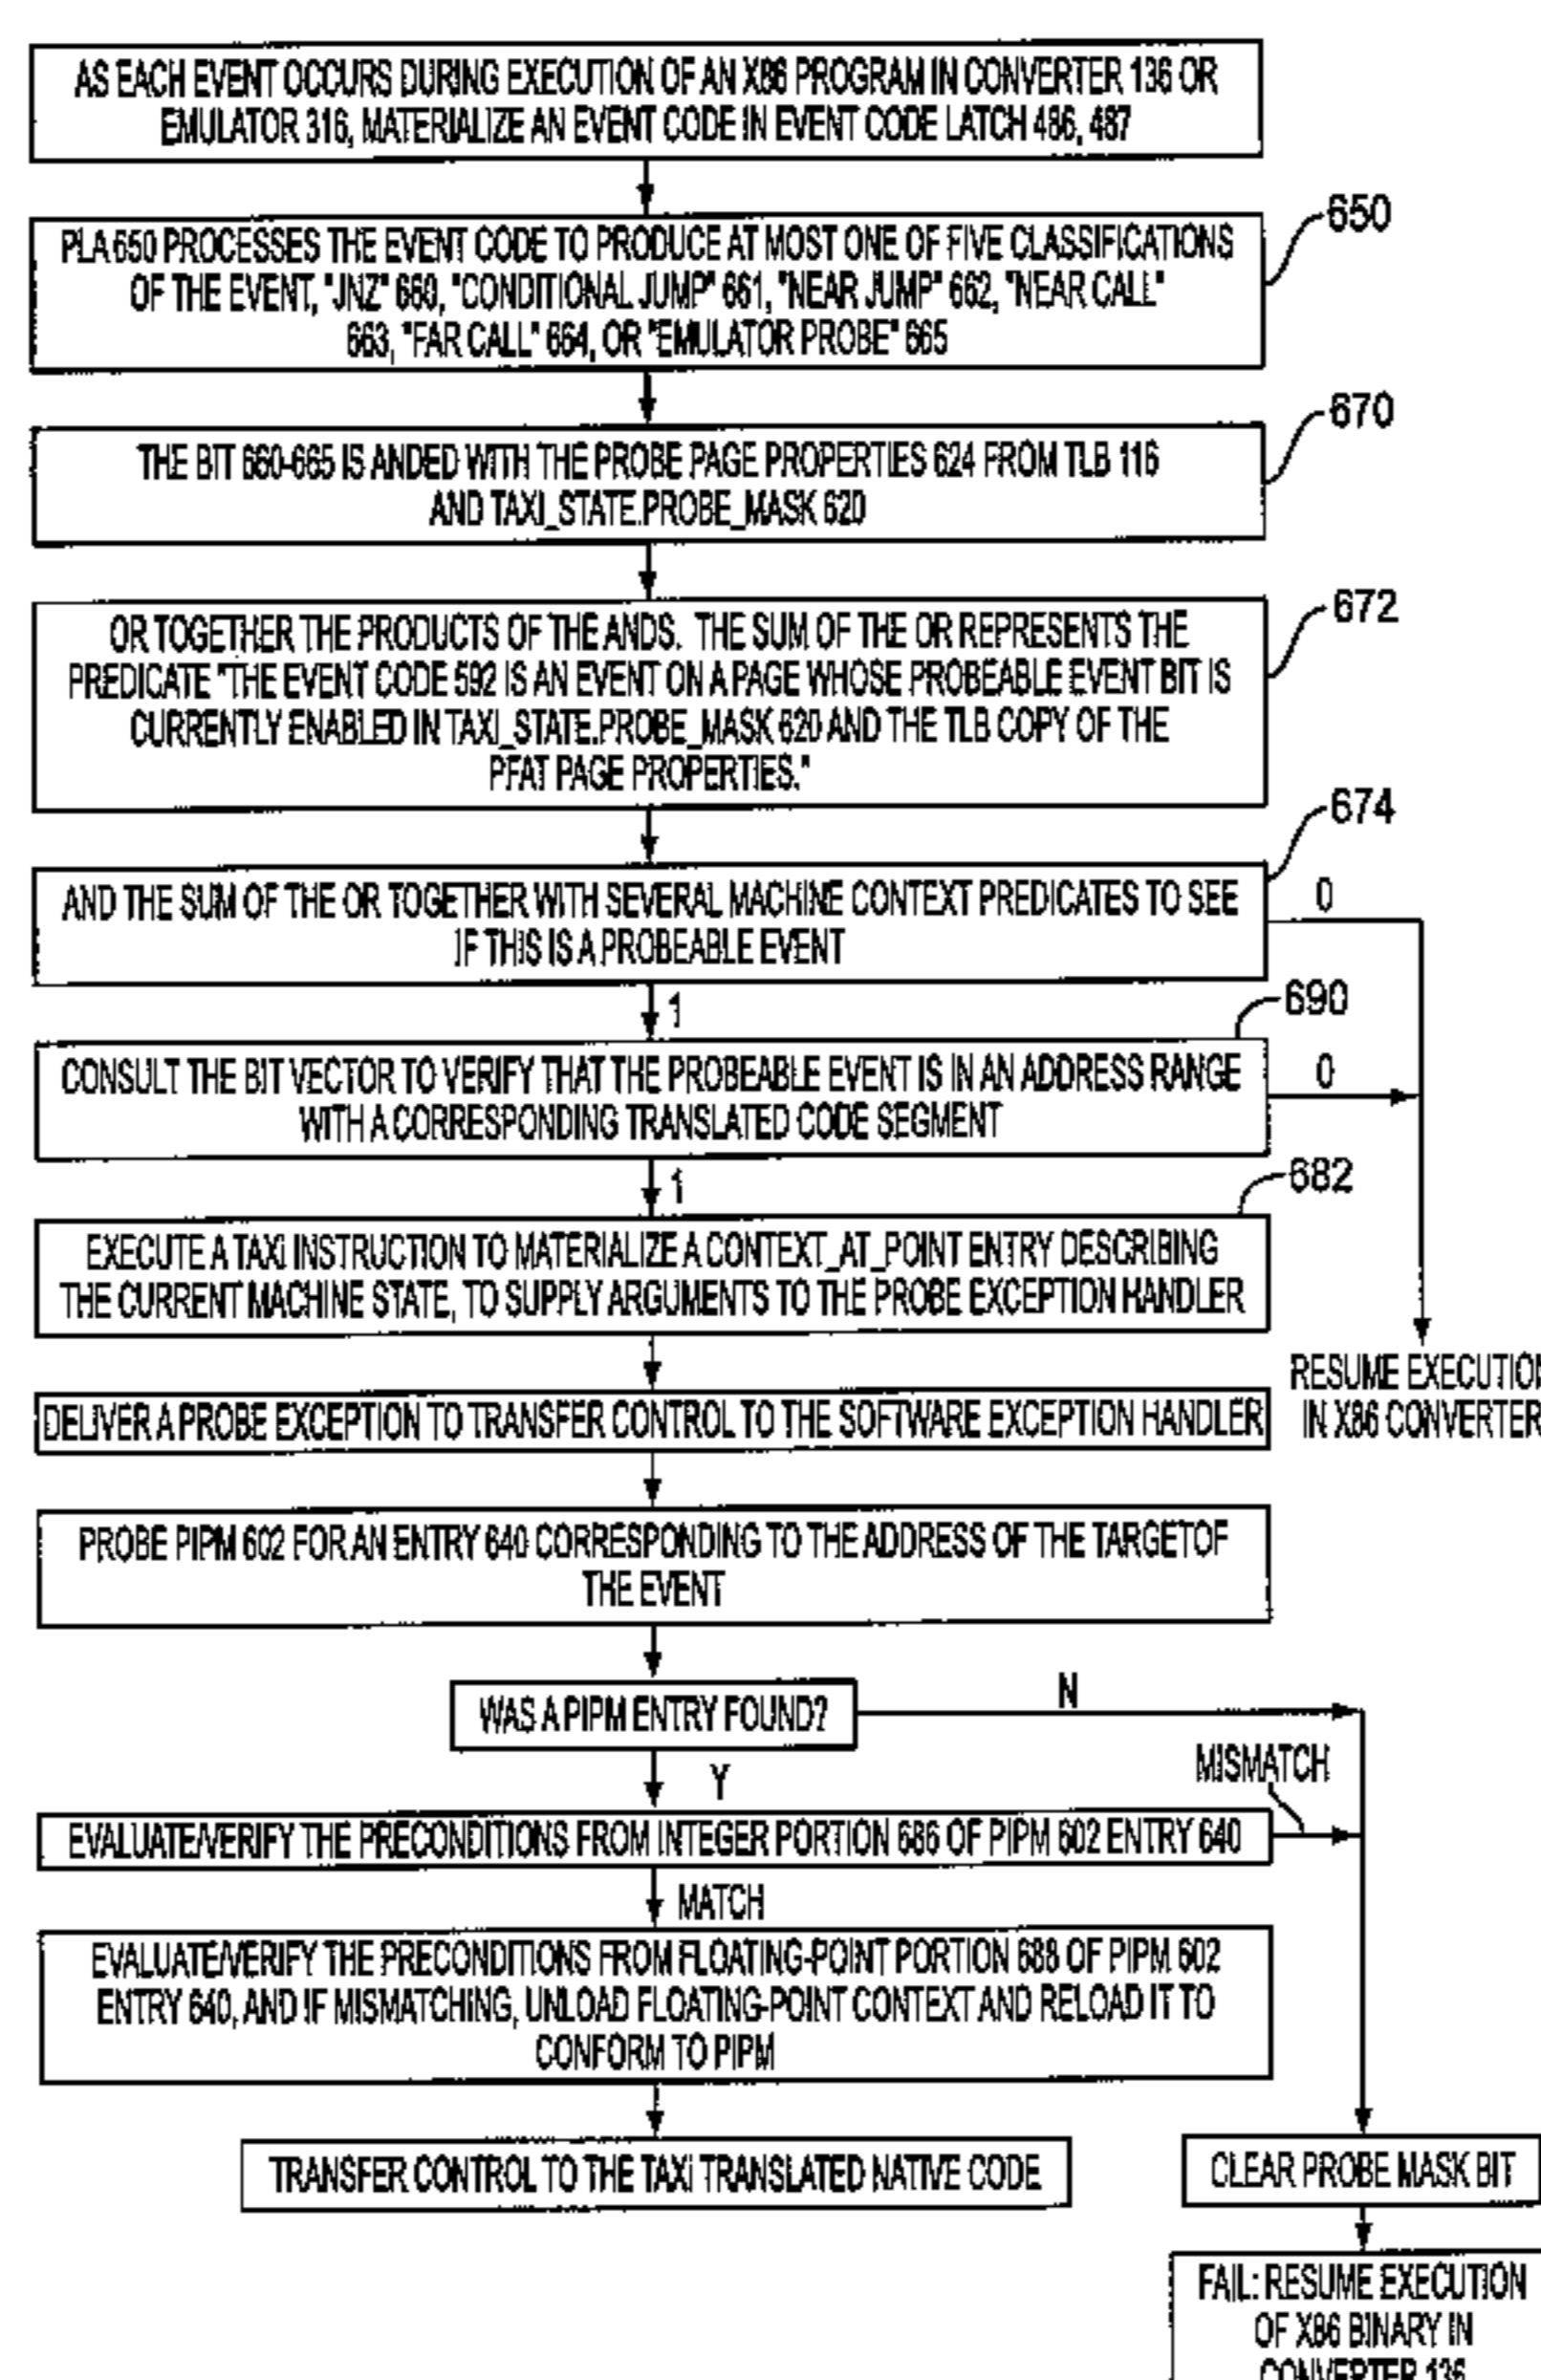 AS EACH EVENT OCCURS DURING EXECUTION OF AN X86 PROGRAM IN CONVERTER 136 OR
EMULATOR 316, MATERIALIZE AN EVENT CODE IN EVENT CODE LATCH 486, 487
650
PLA 650 PROCESSES THE EVENT CODE TO PRODUCE AT MOST ONE OF FIVE CLASSIFICATIONS
OF THE EVENT, "JNZ" 660, "CONDITIONAL JUMP" 661, "NEAR JUMP" 662, "NEAR CALL"
663, "FAR CALL" 664, OR "EMULATOR PROBE" 665
670
THE BIT 660-665 IS ANDED WITH THE PROBE PAGE PROPERTIES 624 FROM TLB 116
AND TAXI_STATE.PROBE_MASK 620
672
OR TOGETHER THE PRODUCTS OF THE ANDS. THE SUM OF THE OR REPRESENTS THE
PREDICATE "THE EVENT CODE 592 IS AN EVENT ON A PAGE WHOSE PROBEABLE EVENT BIT IS
CURRENTLY ENABLED IN TAXI_STATE.PROBE_MASK 620 AND THE TLB COPY OF THE
PFAT PAGE PROPERTIES."
674
AND THE SUM OF THE OR TOGETHER WITH SEVERAL MACHINE CONTEXT PREDICATES TO SEE
IF THIS IS A PROBEABLE EVENT
0
1
690
CONSULT THE BIT VECTOR TO VERIFY THAT THE PROBEABLE EVENT IS IN AN ADDRESS RANGE
WITH A CORRESPONDING TRANSLATED CODE SEGMENT
0
1
682
EXECUTE A TAXi INSTRUCTION TO MATERIALIZE A CONTEXT_AT_POINT ENTRY DESCRIBING
THE CURRENT MACHINE STATE, TO SUPPLY ARGUMENTS TO THE PROBE EXCEPTION HANDLER
RESUME EXECUTION
IN X86 CONVERTER
DELIVER A PROBE EXCEPTION TO TRANSFER CONTROL TO THE SOFTWARE EXCEPTION HANDLER
PROBE PIPM 602 FOR AN ENTRY 640 CORRESPONDING TO THE ADDRESS OF THE TARGETOF
THE EVENT
WAS A PIPM ENTRY FOUND?
N
Y
MISMATCH
EVALUATE/VERIFY THE PRECONDITIONS FROM INTEGER PORTION 686 OF PIPM 602 ENTRY 640
MATCH
EVALUATE/VERIFY THE PRECONDITIONS FROM FLOATING-POINT PORTION 688 OF PIPM 602
ENTRY 640, AND IF MISMATCHING, UNLOAD FLOATING-POINT CONTEXT AND RELOAD IT TO
CONFORM TO PIPM
TRANSFER CONTROL TO THE TAXi TRANSLATED NATIVE CODE
CLEAR PROBE MASK BIT
FAIL: RESUME EXECUTION
OF X86 BINARY IN
CONVERTER 136